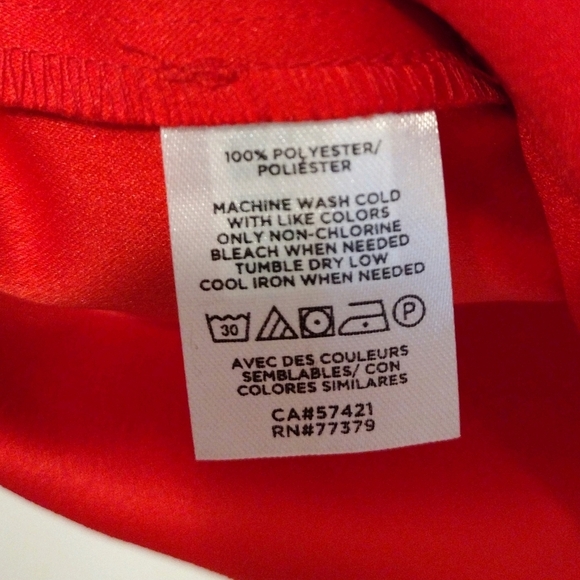 100% POLYESTER/
POLIÉSTER
MACHINE WASH COLD
WITH LIKE COLORS
ONLY NON-CHLORINE
BLEACH WHEN NEEDED
TUMBLE DRY LOW
COOL IRON WHEN NEEDED
30 P
AVEC DES COULEURS
SEMBLABLES/ CON
COLORES SIMILARES
CA#57421
RN#77379